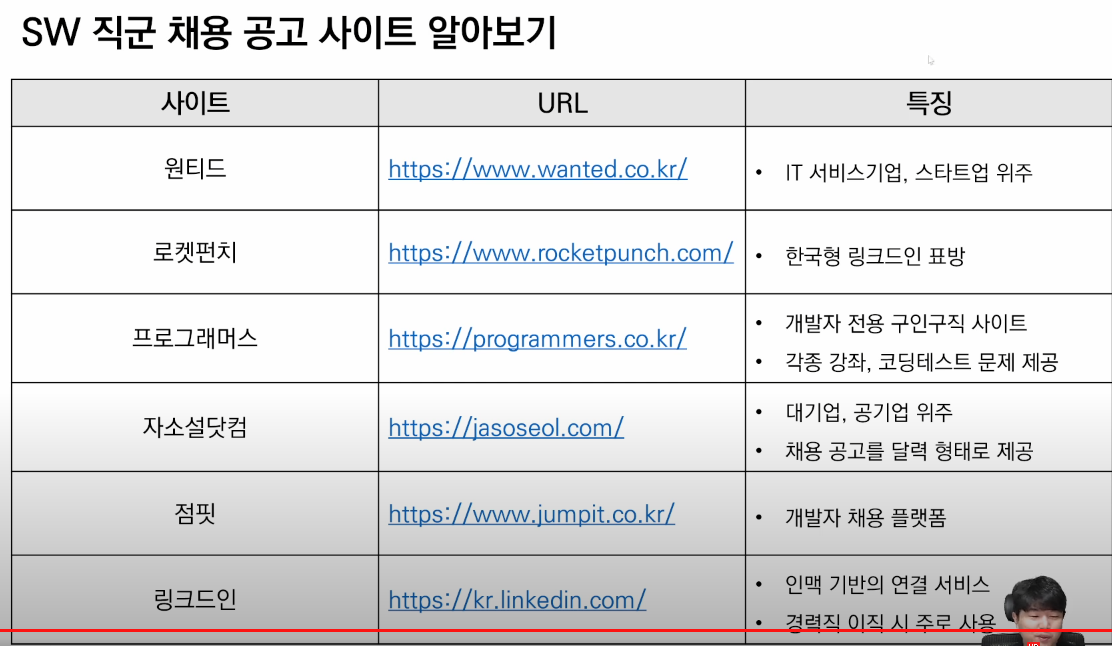 SW 직군 채용 공고 사이트 알아보기
사이트 URL 특징
원티드 https://www.wanted.co.kr/ • IT 서비스기업, 스타트업 위주
로켓펀치 https://www.rocketpunch.com/ • 한국형 링크드인 표방
프로그래머스 https://programmers.co.kr/ • 개발자 전용 구인구직 사이트
• 각종 강좌, 코딩테스트 문제 제공
자소설닷컴 https://jasoseol.com/ • 대기업, 공기업 위주
• 채용 공고를 달력 형태로 제공
점핏 https://www.jumpit.co.kr/ • 개발자 채용 플랫폼
링크드인 https://kr.linkedin.com/ • 인맥 기반의 연결 서비스
• 경력직 이직 시 주로 사용